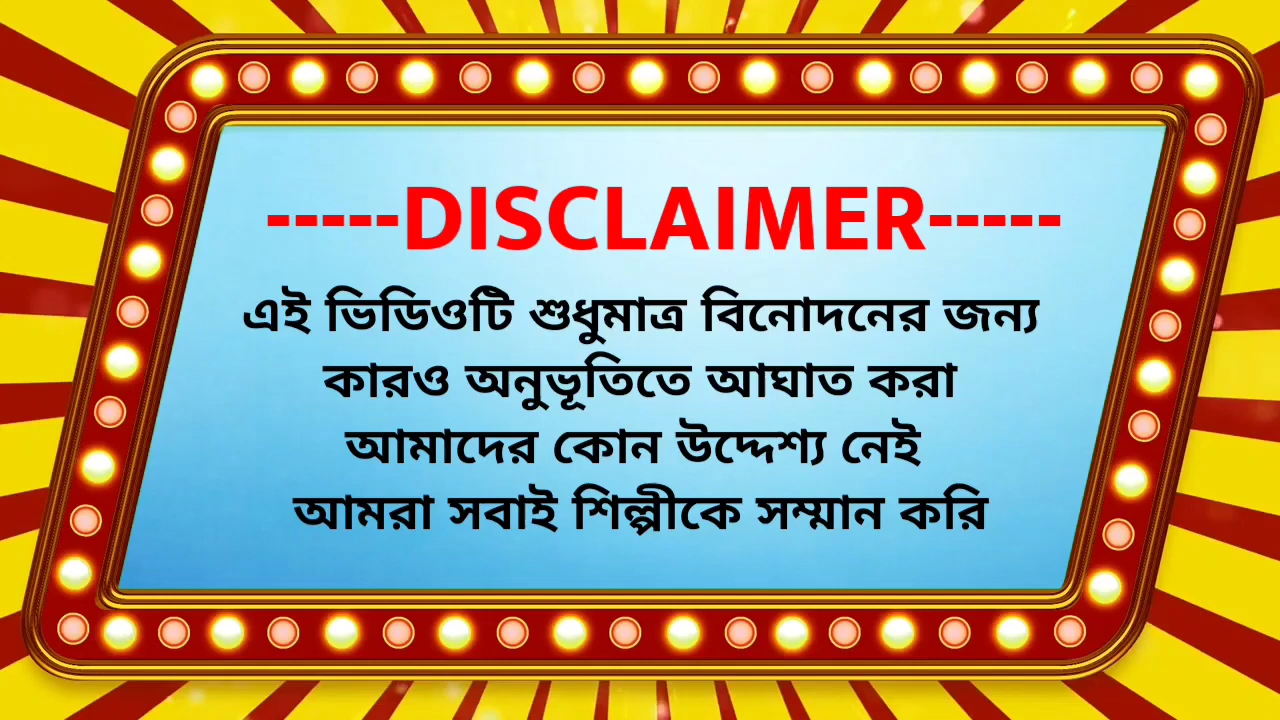 -----DISCLAIMER-----
এই ভিডিওটি শুধুমাত্র বিনোদনের জন্য
কারও অনুভূতিতে আঘাত করা
আমাদের কোন উদ্দেশ্য নেই
আমরা সবাই শিল্পীকে সম্মান করি